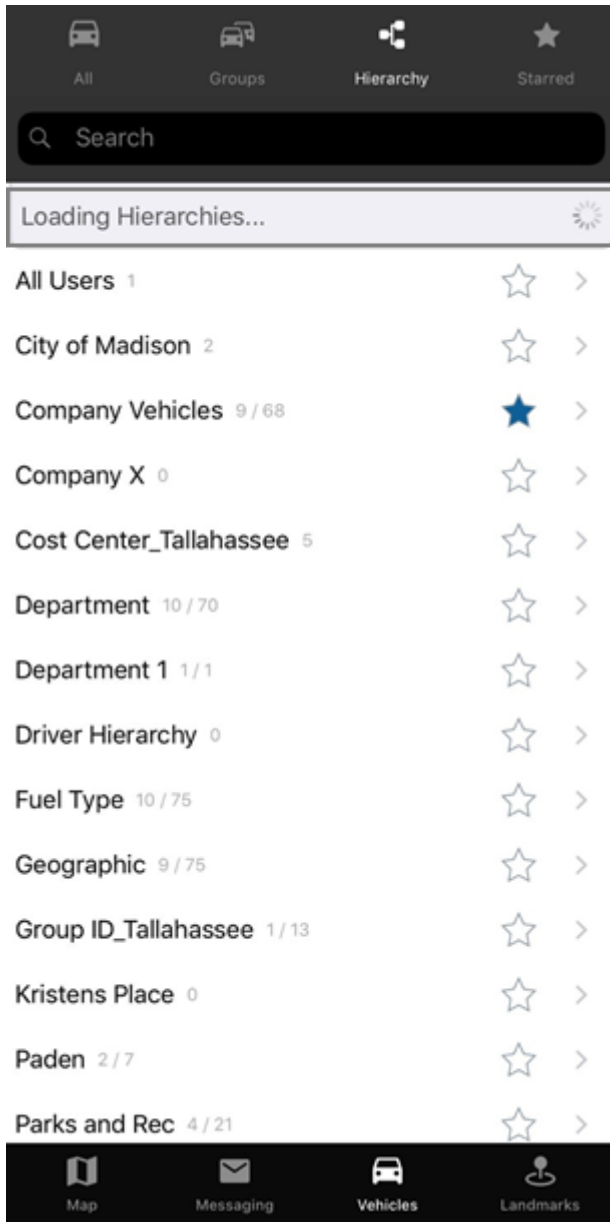 All Groups Hierarchy Starred
Search
Loading Hierarchies...
All Users 1
City of Madison 2
Company Vehicles 9 / 68
Company X 0
Cost Center_Tallahassee 5
Department 10 / 70
Department 1 1 / 1
Driver Hierarchy 0
Fuel Type 10 / 75
Geographic 9 / 75
Group ID_Tallahassee 1 / 13
Kristens Place 0
Paden 2 / 7
Parks and Rec 4 / 21
Map Messaging Vehicles Landmarks